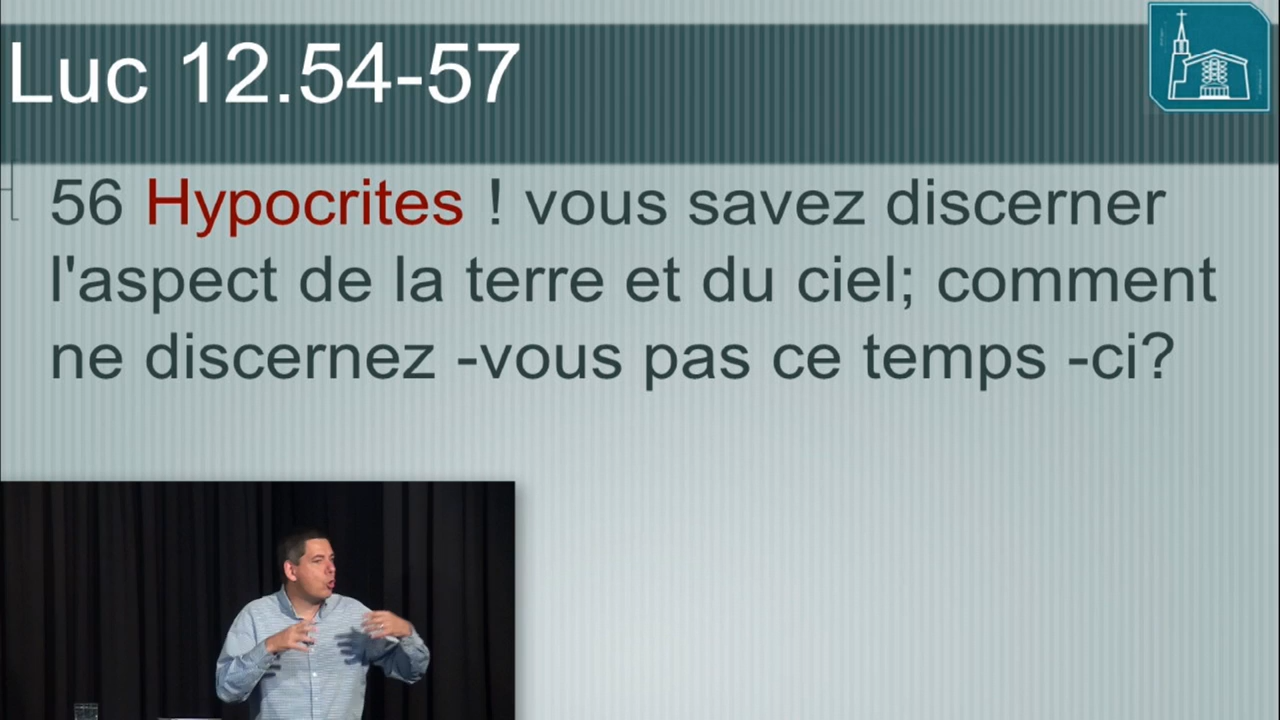 Luc 12.54-57
56 Hypocrites ! vous savez discerner
l'aspect de la terre et du ciel; comment
ne discernez -vous pas ce temps -ci?